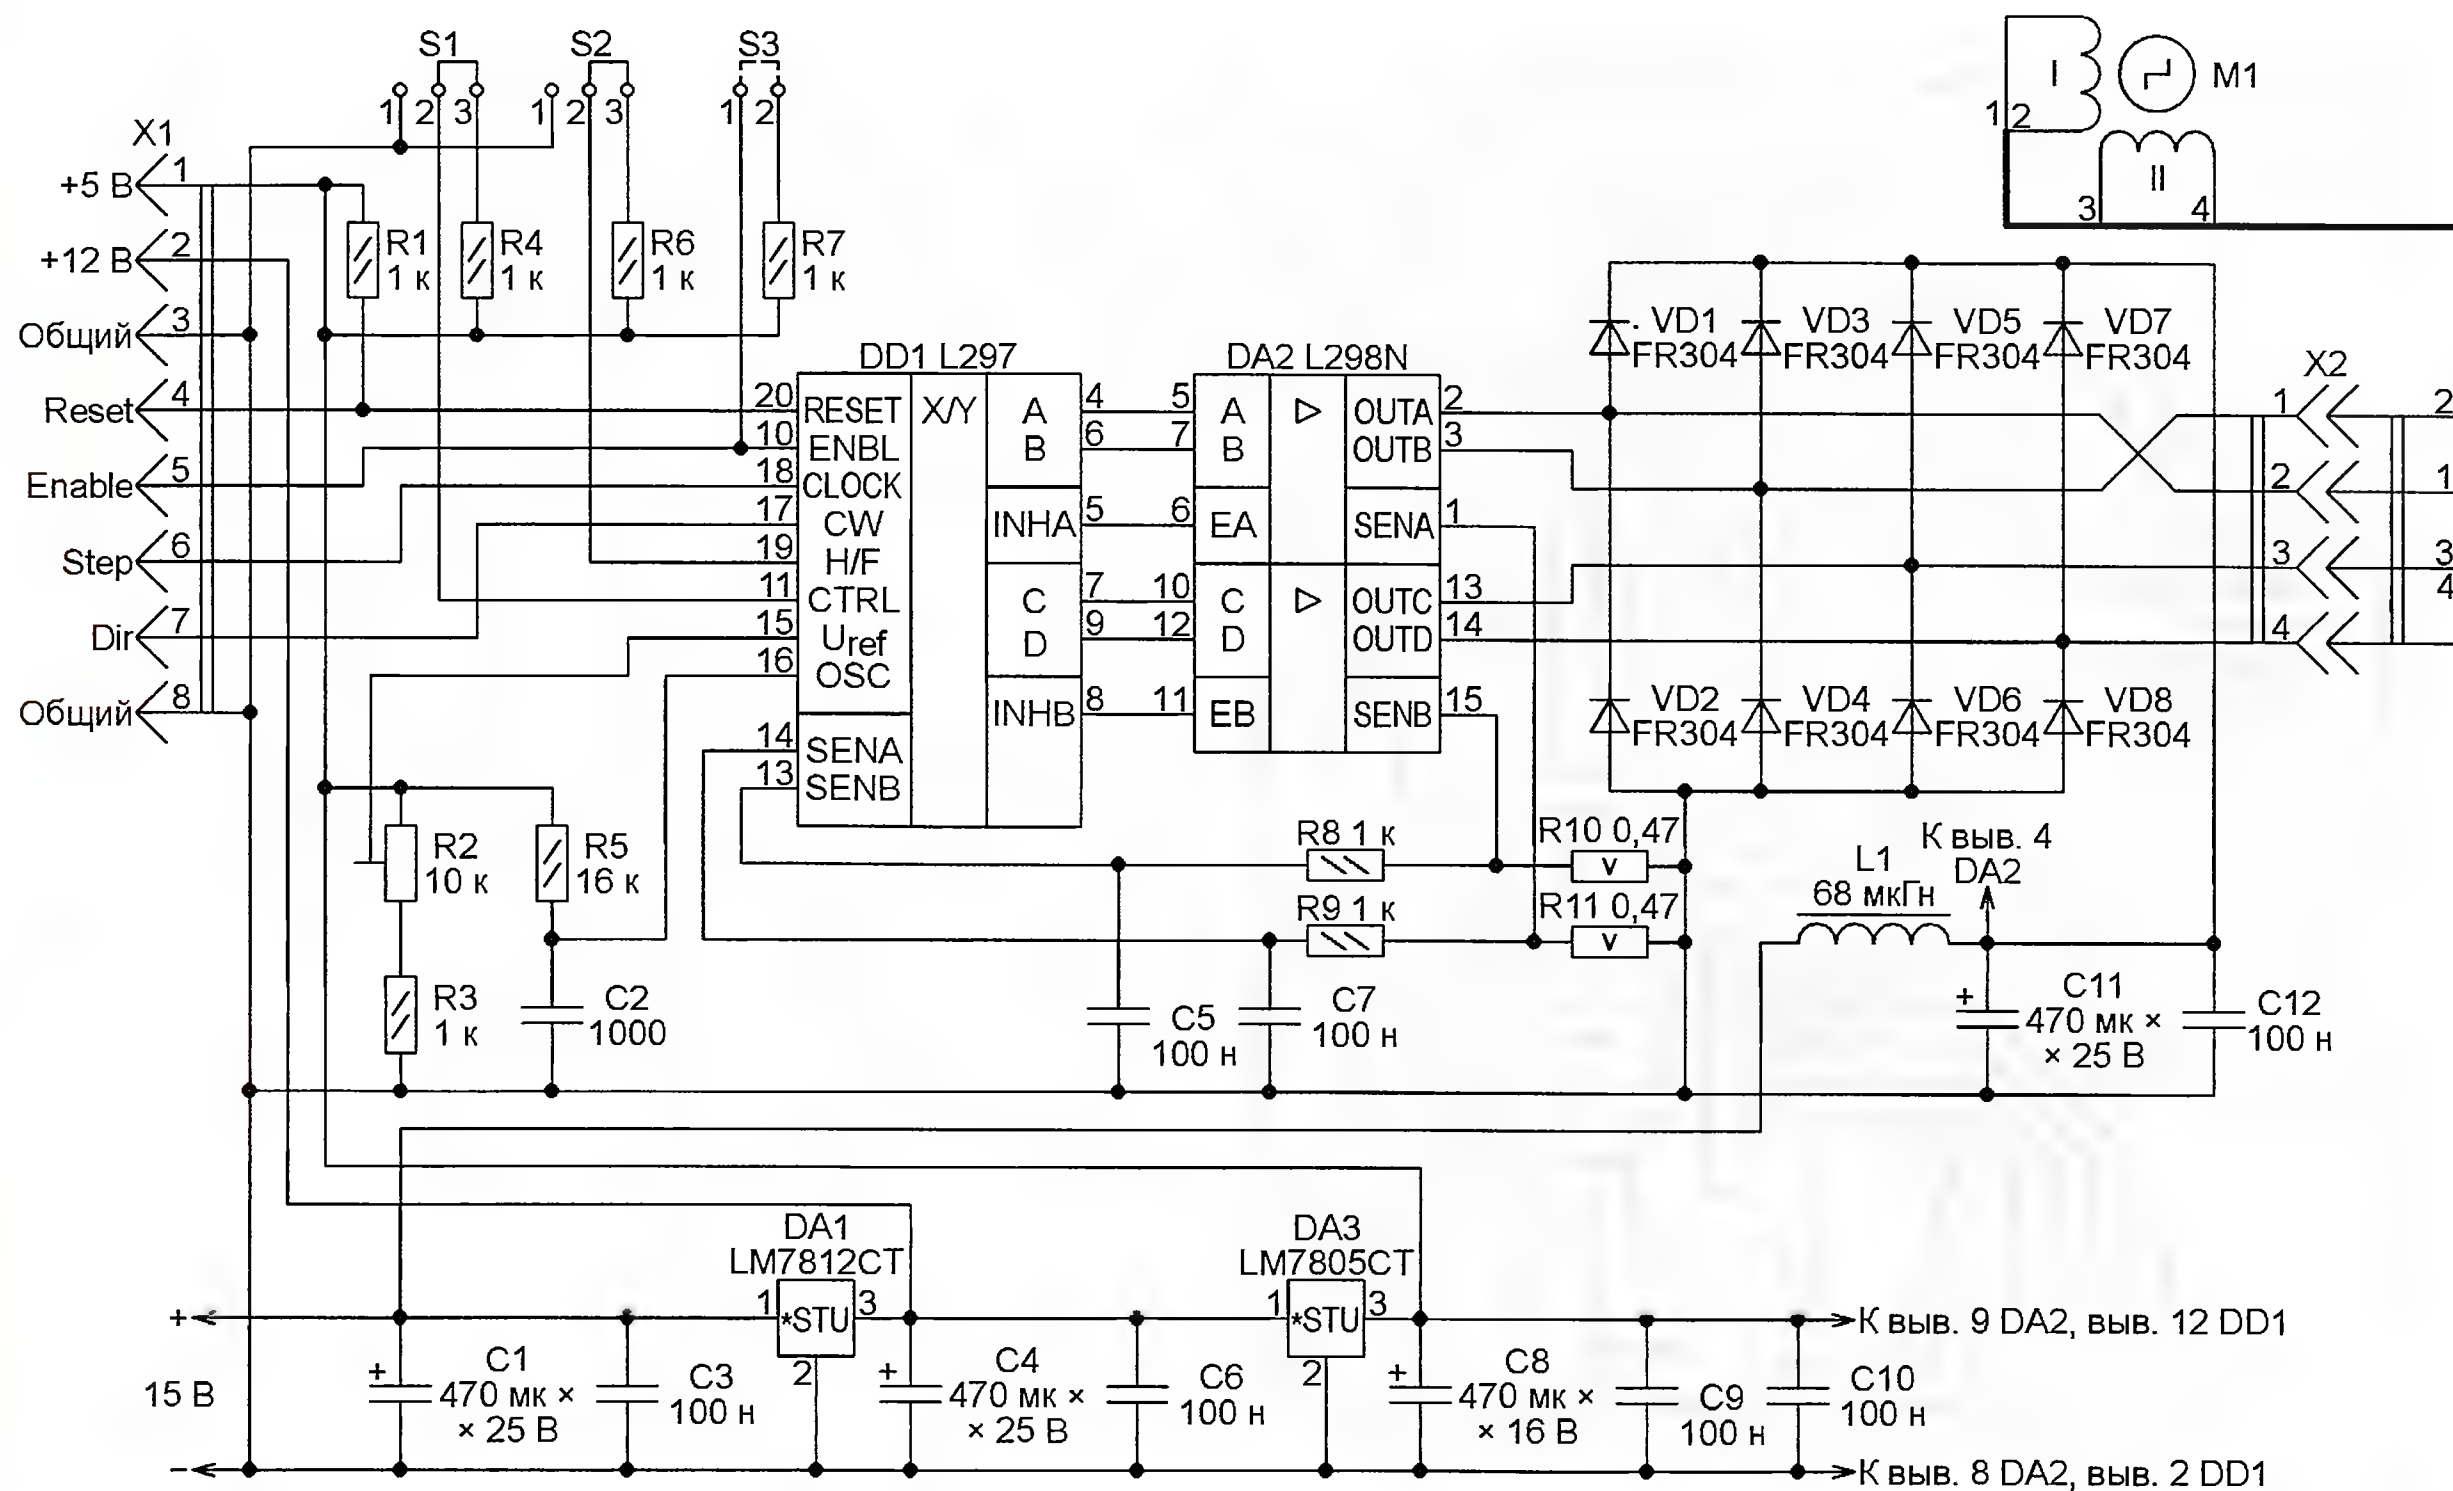 S1
S2
S3
1 2 3
1 2 3
1 2
X1
+5 В 1
+12 В 2
Общий 3
Reset 4
Enable 5
Step 6
Dir 7
Общий 8
R1
1 к
R4
1 к
R6
1 к
R7
1 к
I
M1
1 2
II
3 4
DD1 L297
20 RESET
10 ENBL
18 CLOCK
17 CW
19 H/F
11 CTRL
15 Uref
16 OSC
14 SENA
13 SENB
X/Y
A 4
B 6
INHA 5
C 7
D 9
INHB 8
DA2 L298N
5 A
7 B
6 EA
10 C
12 D
11 EB
OUTA 2
OUTB 3
SENA 1
OUTC 13
OUTD 14
SENB 15
VD1
FR304
VD3
FR304
VD5
FR304
VD7
FR304
VD2
FR304
VD4
FR304
VD6
FR304
VD8
FR304
X2
1 2
2 1
3 3
4
4
R2
10 к
R5
16 к
R3
1 к
C2
1000
R8 1 к
R9 1 к
R10 0,47
R11 0,47
C5
100 н
C7
100 н
L1
68 мкГн
К выв. 4
DA2
+
C11
470 мк ×
× 25 В
C12
100 н
DA1
LM7812CT
1 *STU 3
2
DA3
LM7805CT
1 *STU 3
2
+
15 В
−
+
C1
470 мк ×
× 25 В
C3
100 н
+
C4
470 мк ×
× 25 В
C6
100 н
+
C8
470 мк ×
× 16 В
C9
100 н
C10
100 н
К выв. 9 DA2, выв. 12 DD1
К выв. 8 DA2, выв. 2 DD1